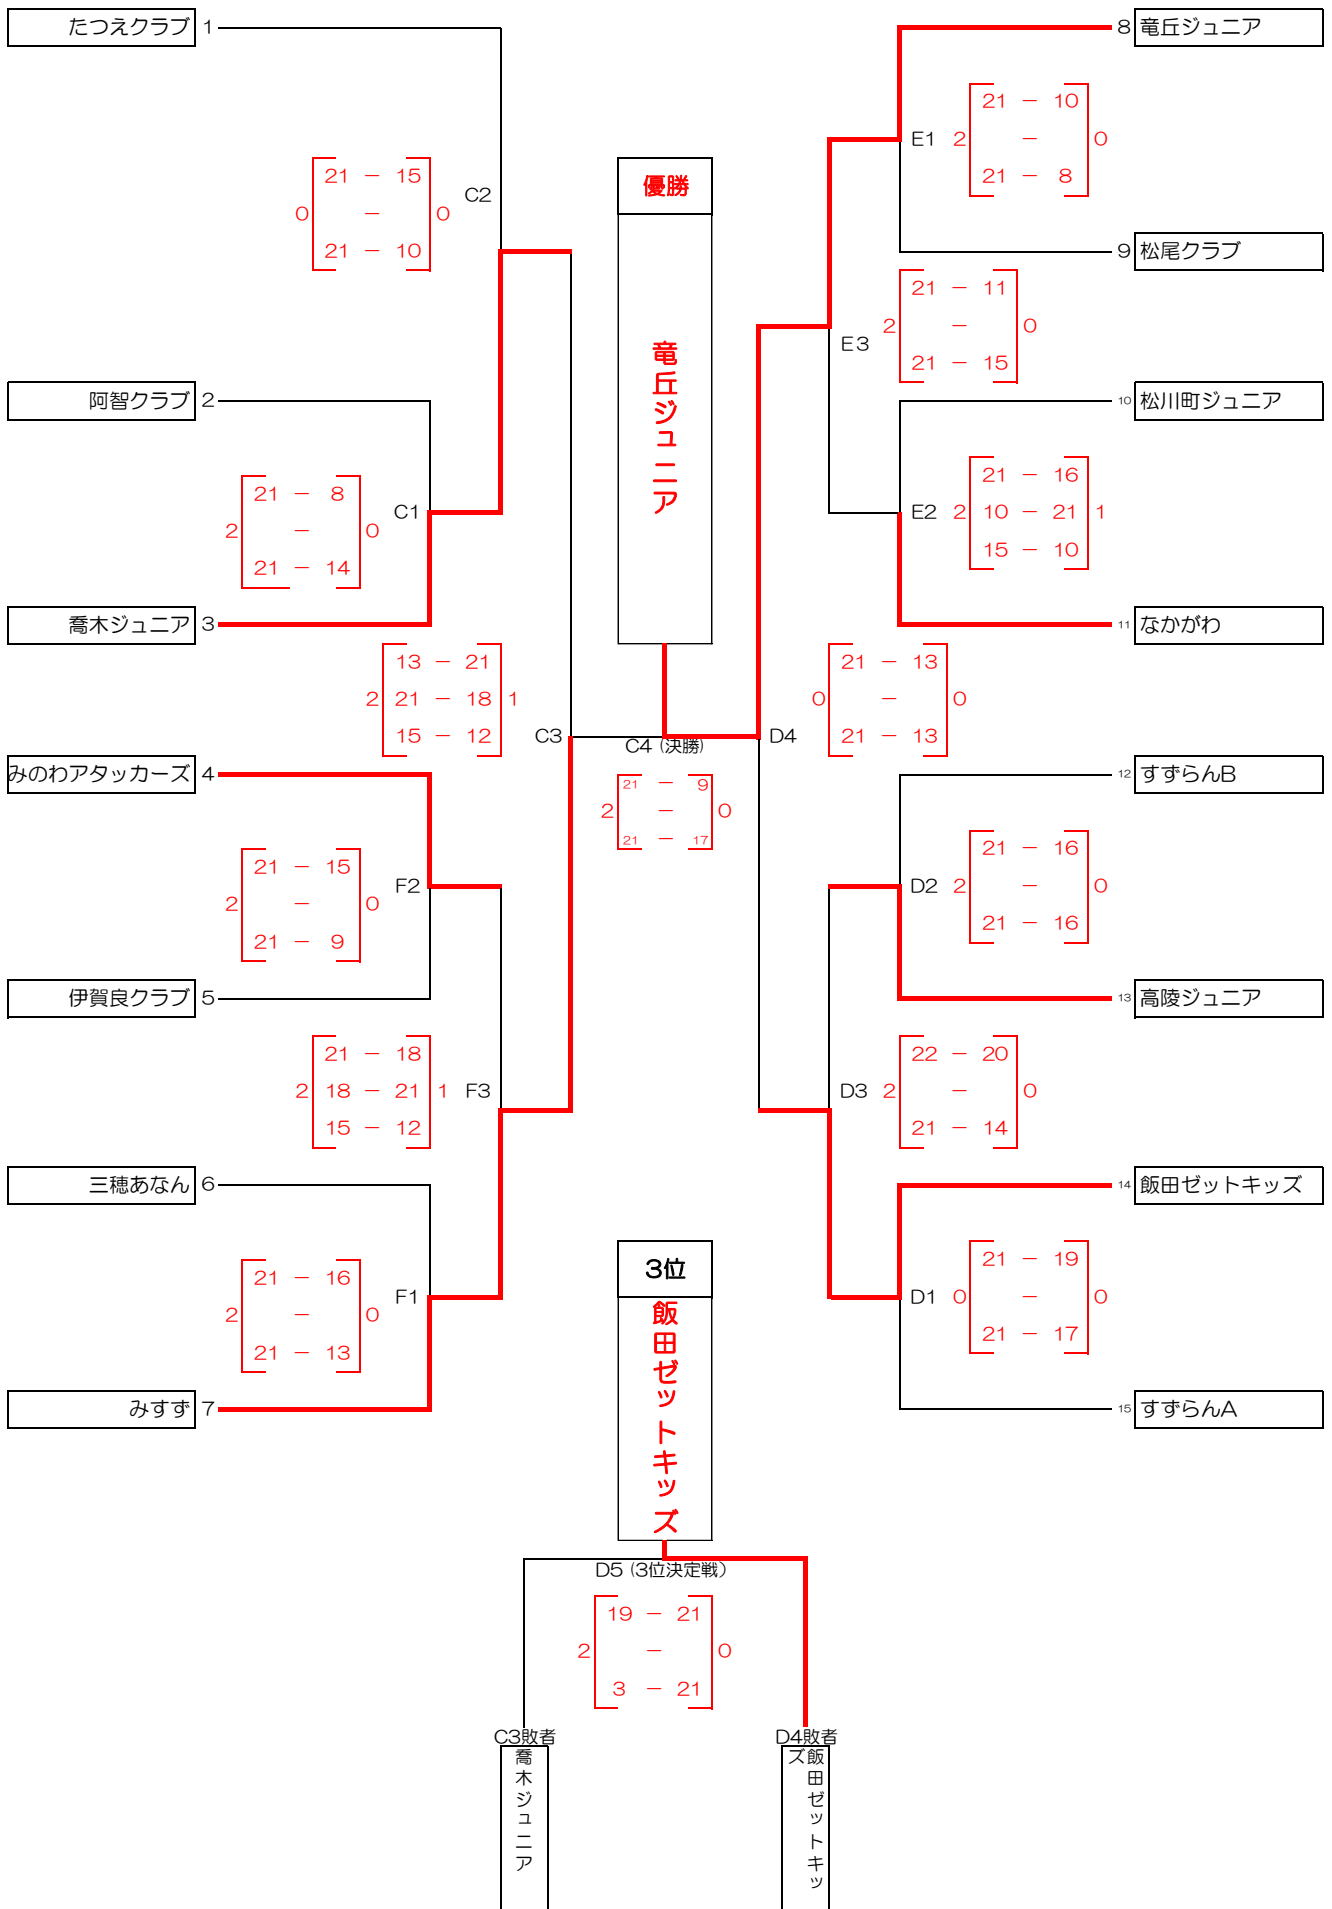 たつえクラブ 1
21 － 15
0 － 0
21 － 10
C2
阿智クラブ 2
21 － 8
2 － 0
21 － 14
C1
喬木ジュニア 3
13 － 21
2 21 － 18 1
15 － 12
C3
みのわアタッカーズ 4
21 － 15
2 － 0
21 － 9
F2
伊賀良クラブ 5
21 － 18
2 18 － 21 1
15 － 12
F3
三穂あなん 6
21 － 16
2 － 0
21 － 13
F1
みすず 7
優勝
竜丘ジュニア
C4 (決勝)
21 － 9
2 － 0
21 － 17
8 竜丘ジュニア
21 － 10
E1 2 － 0
21 － 8
9 松尾クラブ
21 － 11
2 － 0
E3
21 － 15
10 松川町ジュニア
21 － 16
E2 2 10 － 21 1
15 － 10
11 なかがわ
21 － 13
0 － 0
21 － 13
D4
12 すずらんB
21 － 16
D2 2 － 0
21 － 16
13 高陵ジュニア
22 － 20
D3 2 － 0
21 － 14
14 飯田ゼットキッズ
21 － 19
D1 0 － 0
21 － 17
15 すずらんA
3位
飯田ゼットキッズ
D5 (3位決定戦)
19 － 21
2 － 0
3 － 21
C3敗者
喬木ジュニア
D4敗者
飯田ゼットキッ
ズ